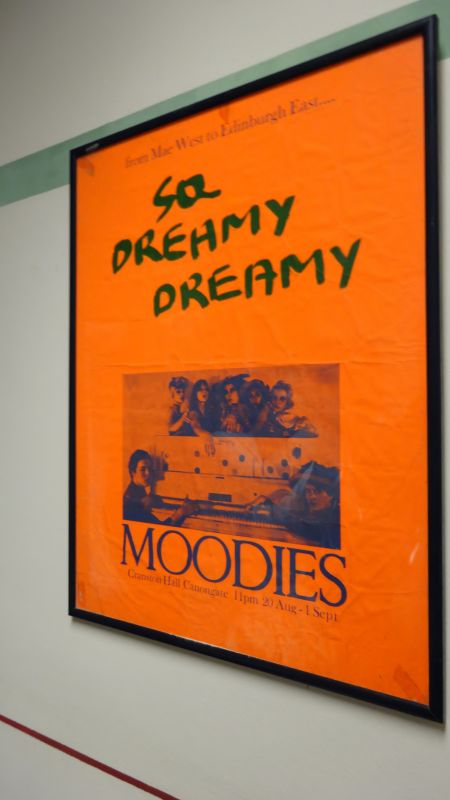 from Mae West to Edinburgh East....
SO
DREAMY
DREAMY
MOODIES
Cranston Hall Canongate 11pm 20 Aug - 1 Sept